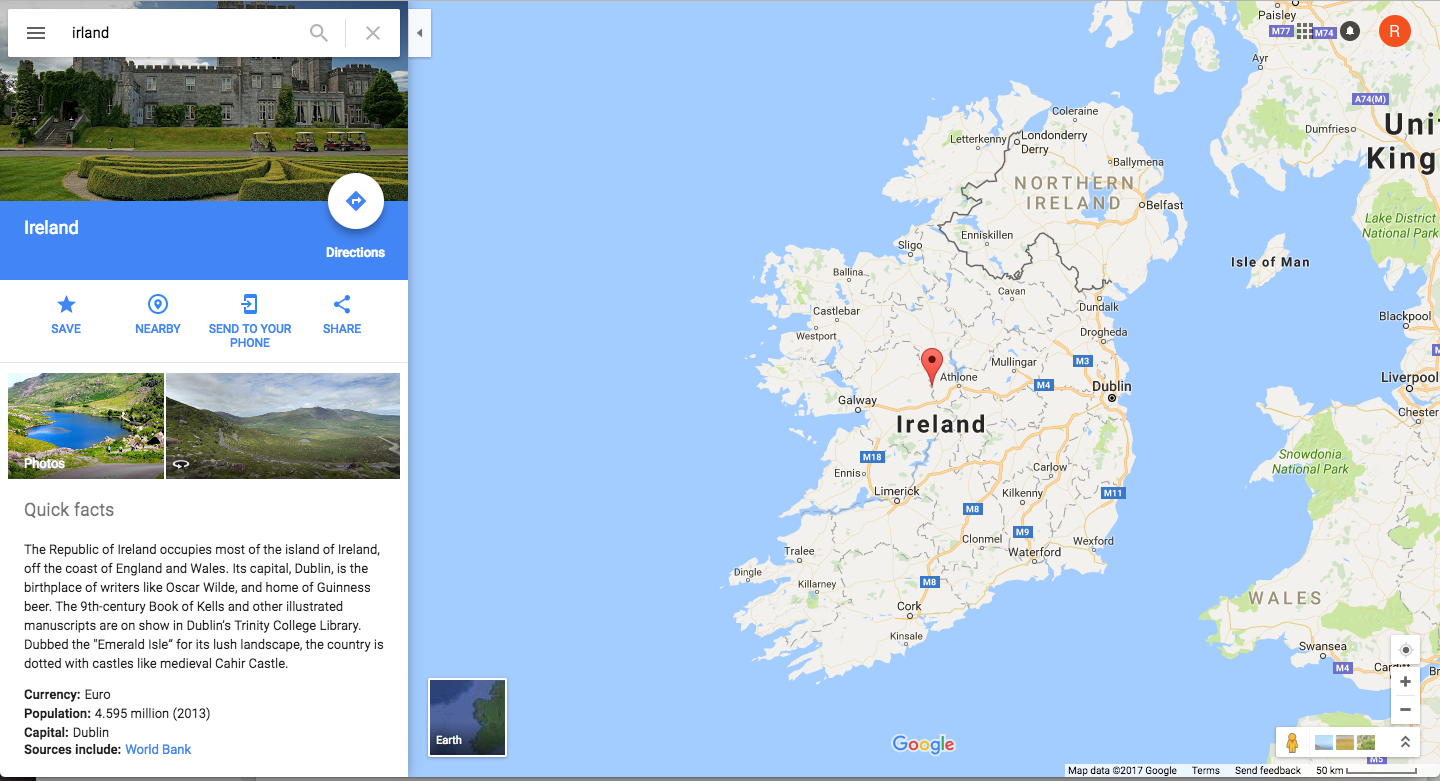 irland
Ireland
Directions
SAVE
NEARBY
SEND TO YOUR
PHONE
SHARE
Photos
Quick facts
The Republic of Ireland occupies most of the island of Ireland,
off the coast of England and Wales. Its capital, Dublin, is the
birthplace of writers like Oscar Wilde, and home of Guinness
beer. The 9th-century Book of Kells and other illustrated
manuscripts are on show in Dublin’s Trinity College Library.
Dubbed the "Emerald Isle” for its lush landscape, the country is
dotted with castles like medieval Cahir Castle.
Currency: Euro
Population: 4.595 million (2013)
Capital: Dublin
Sources include: World Bank
Earth
Paisley
M77
M74
R
Ayr
A74(M)
Dumfries
Uni
King
Coleraine
Letterkenny
Londonderry
Derry
Ballymena
NORTHERN
IRELAND
Belfast
Lake District
National Park
Enniskillen
Sligo
Isle of Man
Ballina
Cavan
Castlebar
Dundalk
Blackpool
Westport
Drogheda
Mullingar
M3
Athlone
M4
Dublin
Liverpool
Galway
Chester
Ireland
M18
Snowdonia
National Park
Ennis
Carlow
Limerick
Kilkenny
M11
M8
M9
Clonmel
Wexford
Tralee
Waterford
Dingle
Killarney
M8
WALES
Cork
Kinsale
Swansea
M4
Google
M5
Map data ©2017 Google
Terms
Send feedback
50 km